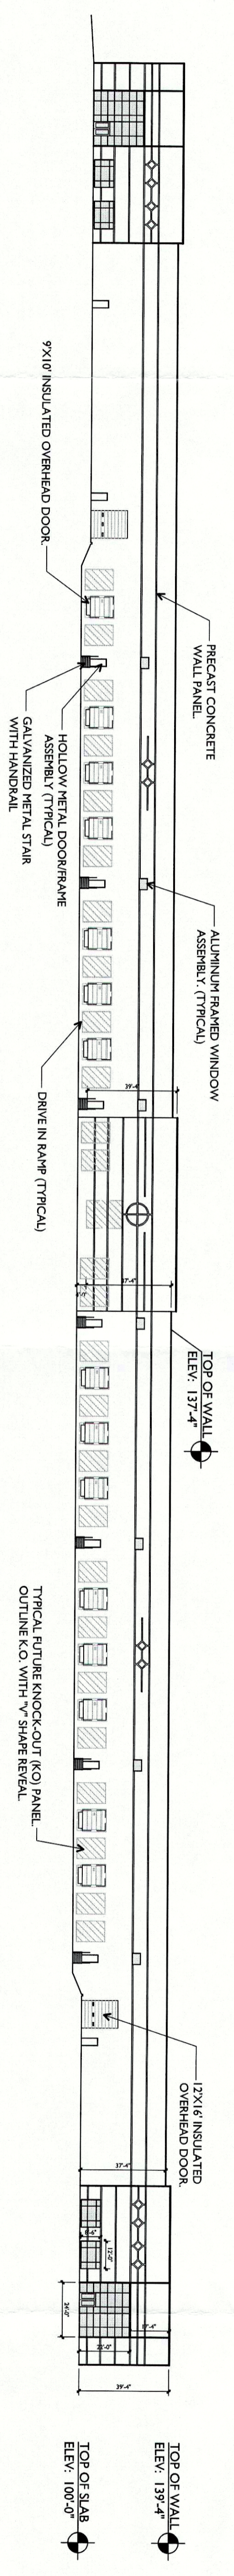 9'X10' INSULATED OVERHEAD DOOR.
PRECAST CONCRETE
WALL PANEL.
HOLLOW METAL DOOR/FRAME
ASSEMBLY (TYPICAL)
GALVANIZED METAL STAIR
WITH HANDRAIL
ALUMINUM FRAMED WINDOW
ASSEMBLY. (TYPICAL)
DRIVE IN RAMP (TYPICAL)
39'-4"
37'-4"
TOP OF WALL
ELEV: 137'-4"
TYPICAL FUTURE KNOCK-OUT (KO) PANEL.
OUTLINE K.O. WITH "V" SHAPE REVEAL.
12'X16' INSULATED
OVERHEAD DOOR.
37'-4"
12'-0"
24'-0"
22'-0"
39'-4"
TOP OF WALL
ELEV: 139'-4"
TOP OF SLAB
ELEV: 100'-0"